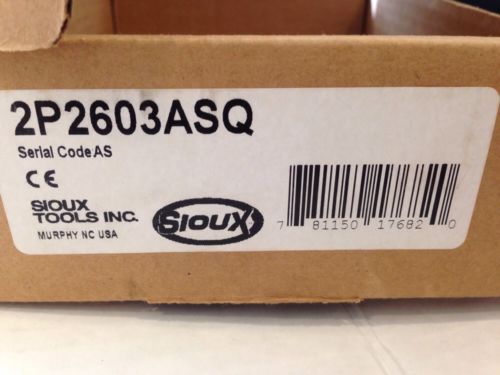 2P2603ASQ
Serial Code AS
CE
SIOUX
TOOLS INC.
MURPHY NC USA
SIOUX
7 81150 17682 0